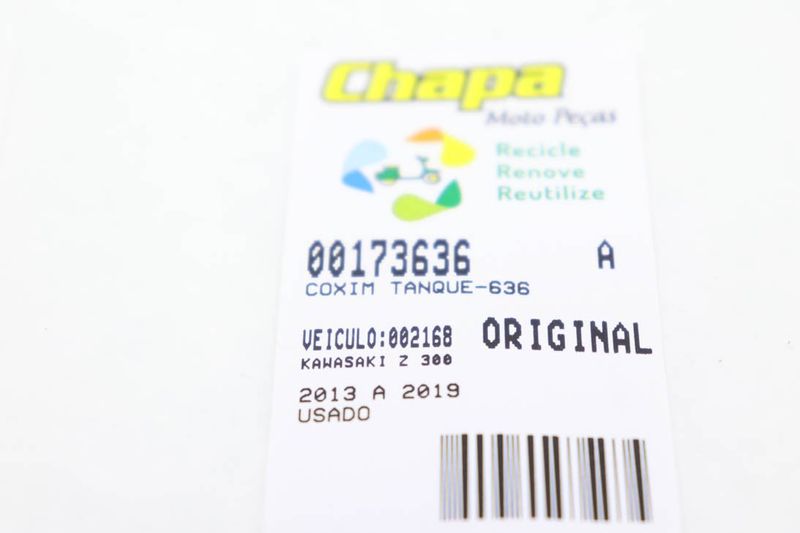 Chapa
Moto Peças
Recicle
Renove
Reutilize
00173636 A
COXIM TANQUE-636
VEICULO:002168 ORIGINAL
KAWASAKI Z 300
2013 A 2019
USADO